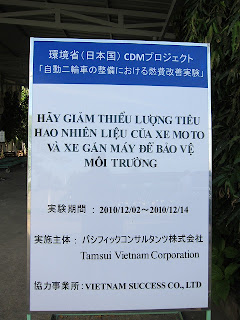 環境省（日本国）CDMプロジェクト
「自動二輪車の整備における燃費改善実験」
HÃY GIẢM THIỂU LƯỢNG TIÊU
HAO NHIÊN LIỆU CỦA XE MOTO
VÀ XE GẮN MÁY ĐỂ BẢO VỆ
MÔI TRƯỜNG
実験期間 : 2010/12/02～2010/12/14
実施主体 : パシフィックコンサルタンツ株式会社
Tamsui Vietnam Corporation
協力事業所 : VIETNAM SUCCESS CO., LTD